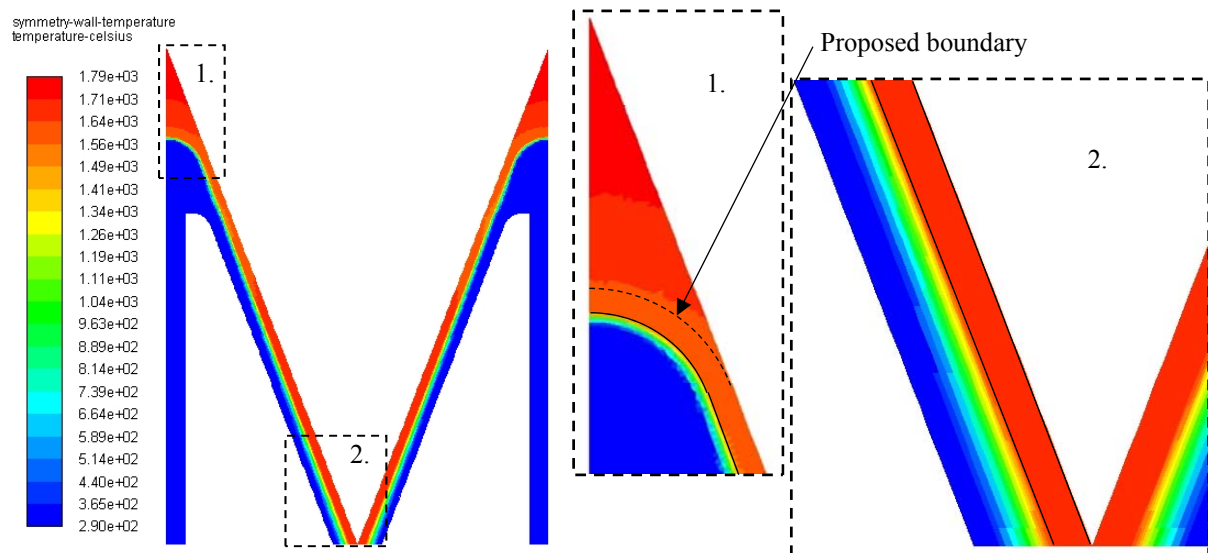 symmetry-wall-temperature
temperature-celsius
1.79e+03
1.71e+03
1.64e+03
1.56e+03
1.49e+03
1.41e+03
1.34e+03
1.26e+03
1.19e+03
1.11e+03
1.04e+03
9.63e+02
8.89e+02
8.14e+02
7.39e+02
6.64e+02
5.89e+02
5.14e+02
4.40e+02
3.65e+02
2.90e+02
1.
2.
1.
Proposed boundary
2.